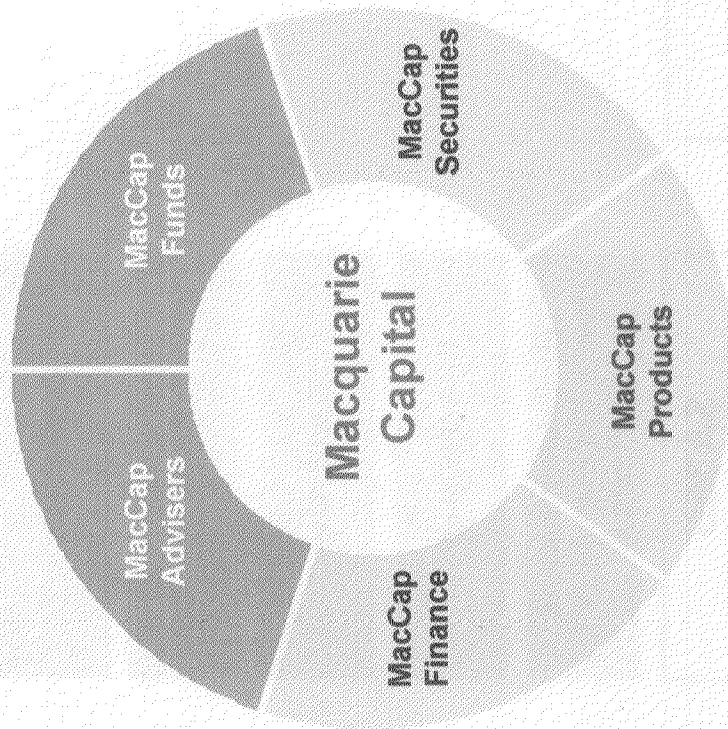 Macquarie
Capital
MacCap
Advisers
MacCap
Funds
MacCap
Finance
MacCap
Securities
MacCap
Products